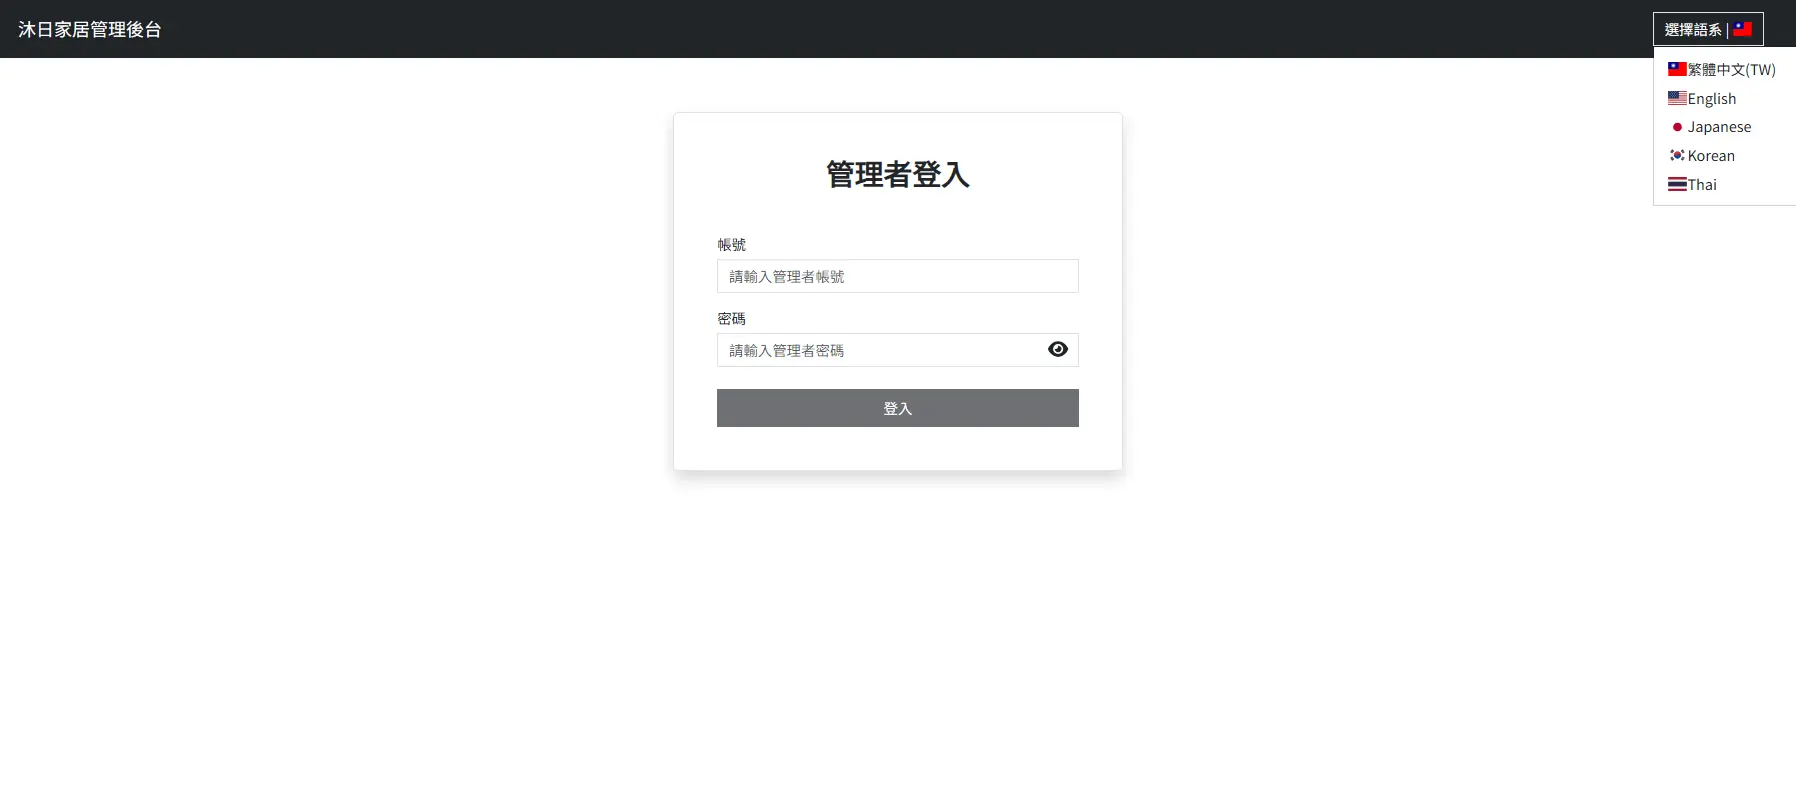 沐日家居管理後台
選擇語系 |
繁體中文(TW)
English
Japanese
Korean
Thai
管理者登入
帳號
請輸入管理者帳號
密碼
請輸入管理者密碼
登入